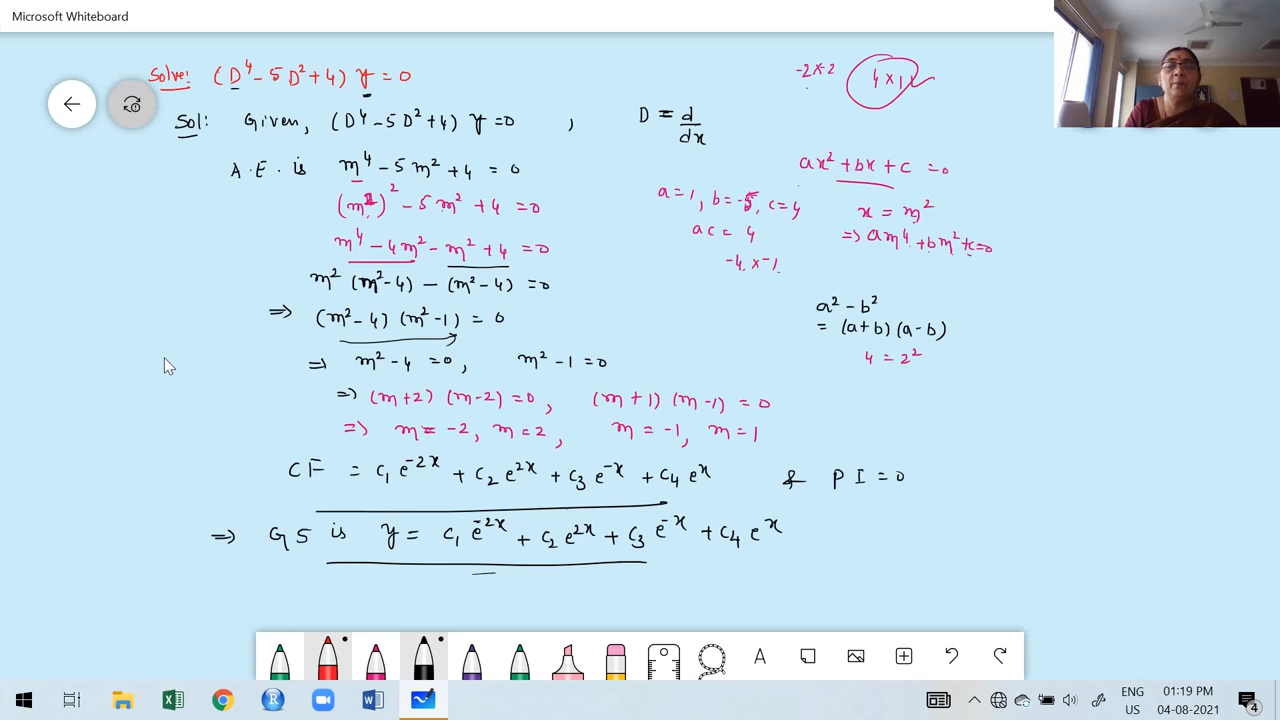 Microsoft Whiteboard
Solve: (D⁴ - 5D² + 4) y = 0
Sol: Given, (D⁴ - 5D² + 4) y = 0 , D ≡ d/dx
A.E. is m⁴ - 5m² + 4 = 0
(m²)² - 5m² + 4 = 0
m⁴ - 4m² - m² + 4 = 0
m² (m² - 4) - (m² - 4) = 0
⇒ (m² - 4) (m² - 1) = 0
⇒ m² - 4 = 0, m² - 1 = 0
⇒ (m + 2) (m - 2) = 0, (m + 1) (m - 1) = 0
⇒ m = -2, m = 2, m = -1, m = 1
CF = c₁ e⁻²ˣ + c₂ e²ˣ + c₃ e⁻ˣ + c₄ eˣ & PI = 0
⇒ GS is y = c₁ e⁻²ˣ + c₂ e²ˣ + c₃ e⁻ˣ + c₄ eˣ
-2 x -2
4 x 1
ax² + bx + c = 0
x = m²
⇒ am⁴ + bm² + c = 0
a = 1, b = -5, c = 4
ac = 4
-4 x -1
a² - b²
= (a + b) (a - b)
4 = 2²
A
ENG
US
01:19 PM
04-08-2021
4